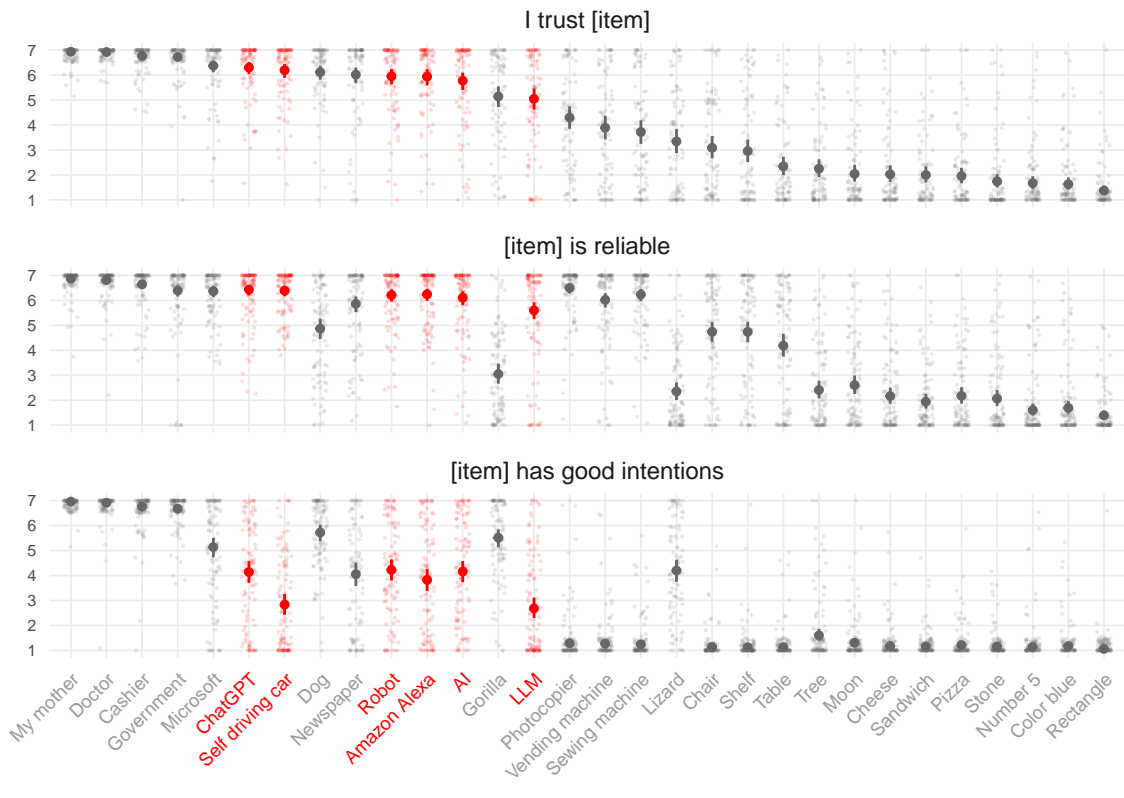 I trust [item]
7
6
5
4
3
2
1
[item] is reliable
7
6
5
4
3
2
1
[item] has good intentions
7
6
5
4
3
2
1
My mother
Doctor
Cashier
Government
Microsoft
ChatGPT
Self driving car
Dog
Newspaper
Robot
Amazon Alexa
AI
Gorilla
LLM
Photocopier
Vending machine
Sewing machine
Lizard
Chair
Shelf
Table
Tree
Moon
Cheese
Sandwich
Pizza
Stone
Number 5
Color blue
Rectangle